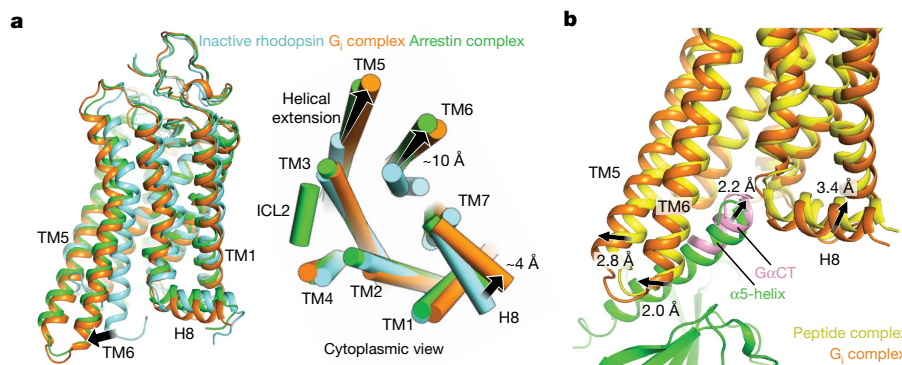 a
Inactive rhodopsin Gi complex Arrestin complex
TM5
TM6
H8
TM1
TM5
Helical
extension
TM6
~10 Å
TM3
ICL2
TM7
~4 Å
TM4
TM2
TM1
H8
Cytoplasmic view
b
TM5
TM6
2.2 Å
3.4 Å
2.8 Å
2.0 Å
GαCT
α5-helix
H8
Peptide complex
Gi complex